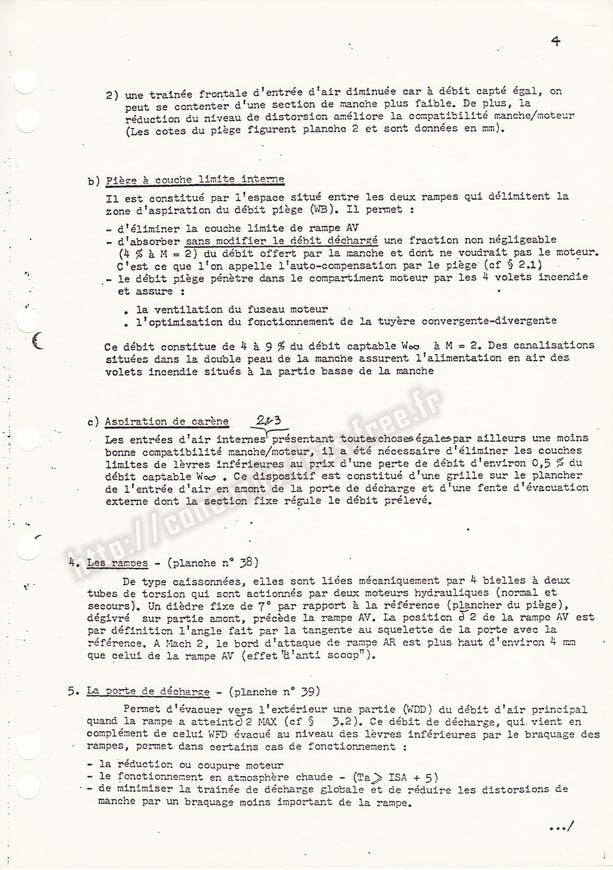 4
2) une trainée frontale d'entrée d'air diminuée car à débit capté égal, on
peut se contenter d'une section de manche plus faible. De plus, la
réduction du niveau de distorsion améliore la compatibilité manche/moteur
(Les cotes du piège figurent planche 2 et sont données en mm).
b) Piège à couche limite interne
Il est constitué par l'espace situé entre les deux rampes qui délimitent la
zone d'aspiration du débit piège (WB). Il permet :
- d'éliminer la couche limite de rampe AV
- d'absorber sans modifier le débit déchargé une fraction non négligeable
(4 % à M = 2) du débit offert par la manche et dont ne voudrait pas le moteur.
C'est ce que l'on appelle l'auto-compensation par le piège (cf § 2.1)
- le débit piège pénètre dans le compartiment moteur par les 4 volets incendie
et assure :
. la ventilation du fuseau moteur
. l'optimisation du fonctionnement de la tuyère convergente-divergente
Ce débit constitue de 4 à 9 % du débit captable W∞ à M = 2. Des canalisations
situées dans la double peau de la manche assurent l'alimentation en air des
volets incendie situés à la partie basse de la manche
c) Aspiration de carène 2&3
Les entrées d'air internes présentant toutes choses égales par ailleurs une moins
bonne compatibilité manche/moteur, il a été nécessaire d'éliminer les couches
limites de lèvres inférieures au prix d'une perte de débit d'environ 0,5 % du
débit captable W∞ . Ce dispositif est constitué d'une grille sur le plancher
de l'entrée d'air en amont de la porte de décharge et d'une fente d'évacuation
externe dont la section fixe régule le débit prélevé.
4. Les rampes - (planche n° 38)
De type caissonnées, elles sont liées mécaniquement par 4 bielles à deux
tubes de torsion qui sont actionnés par deux moteurs hydrauliques (normal et
secours). Un dièdre fixe de 7° par rapport à la référence (plancher du piège),
dégivré sur partie amont, précède la rampe AV. La position δ 2 de la rampe AV est
par définition l'angle fait par la tangente au squelette de la porte avec la
référence. A Mach 2, le bord d'attaque de rampe AR est plus haut d'environ 4 mm
que celui de la rampe AV (effet "d'anti scoop").
5. La porte de décharge - (planche n° 39)
Permet d'évacuer vers l'extérieur une partie (WDD) du débit d'air principal
quand la rampe a atteint δ 2 MAX (cf § 3.2). Ce débit de décharge, qui vient en
complément de celui WFD évacué au niveau des lèvres inférieures par le braquage des
rampes, permet dans certains cas de fonctionnement :
- la réduction ou coupure moteur
- le fonctionnement en atmosphère chaude - (Ta ⩾ ISA + 5)
- de minimiser la trainée de décharge globale et de réduire les distorsions de
manche par un braquage moins important de la rampe.
.../